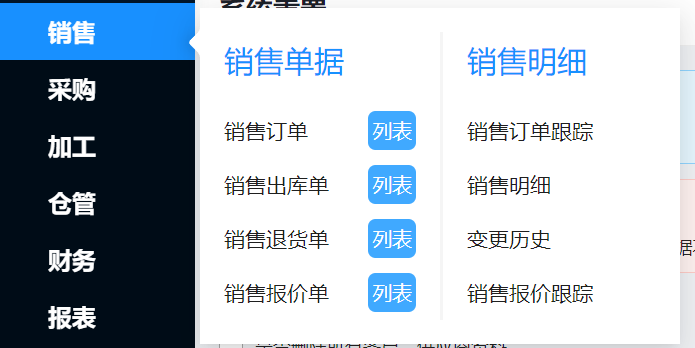 销售
采购
加工
仓管
财务
报表
销售单据
销售订单 列表
销售出库单 列表
销售退货单 列表
销售报价单 列表
销售明细
销售订单跟踪
销售明细
变更历史
销售报价跟踪